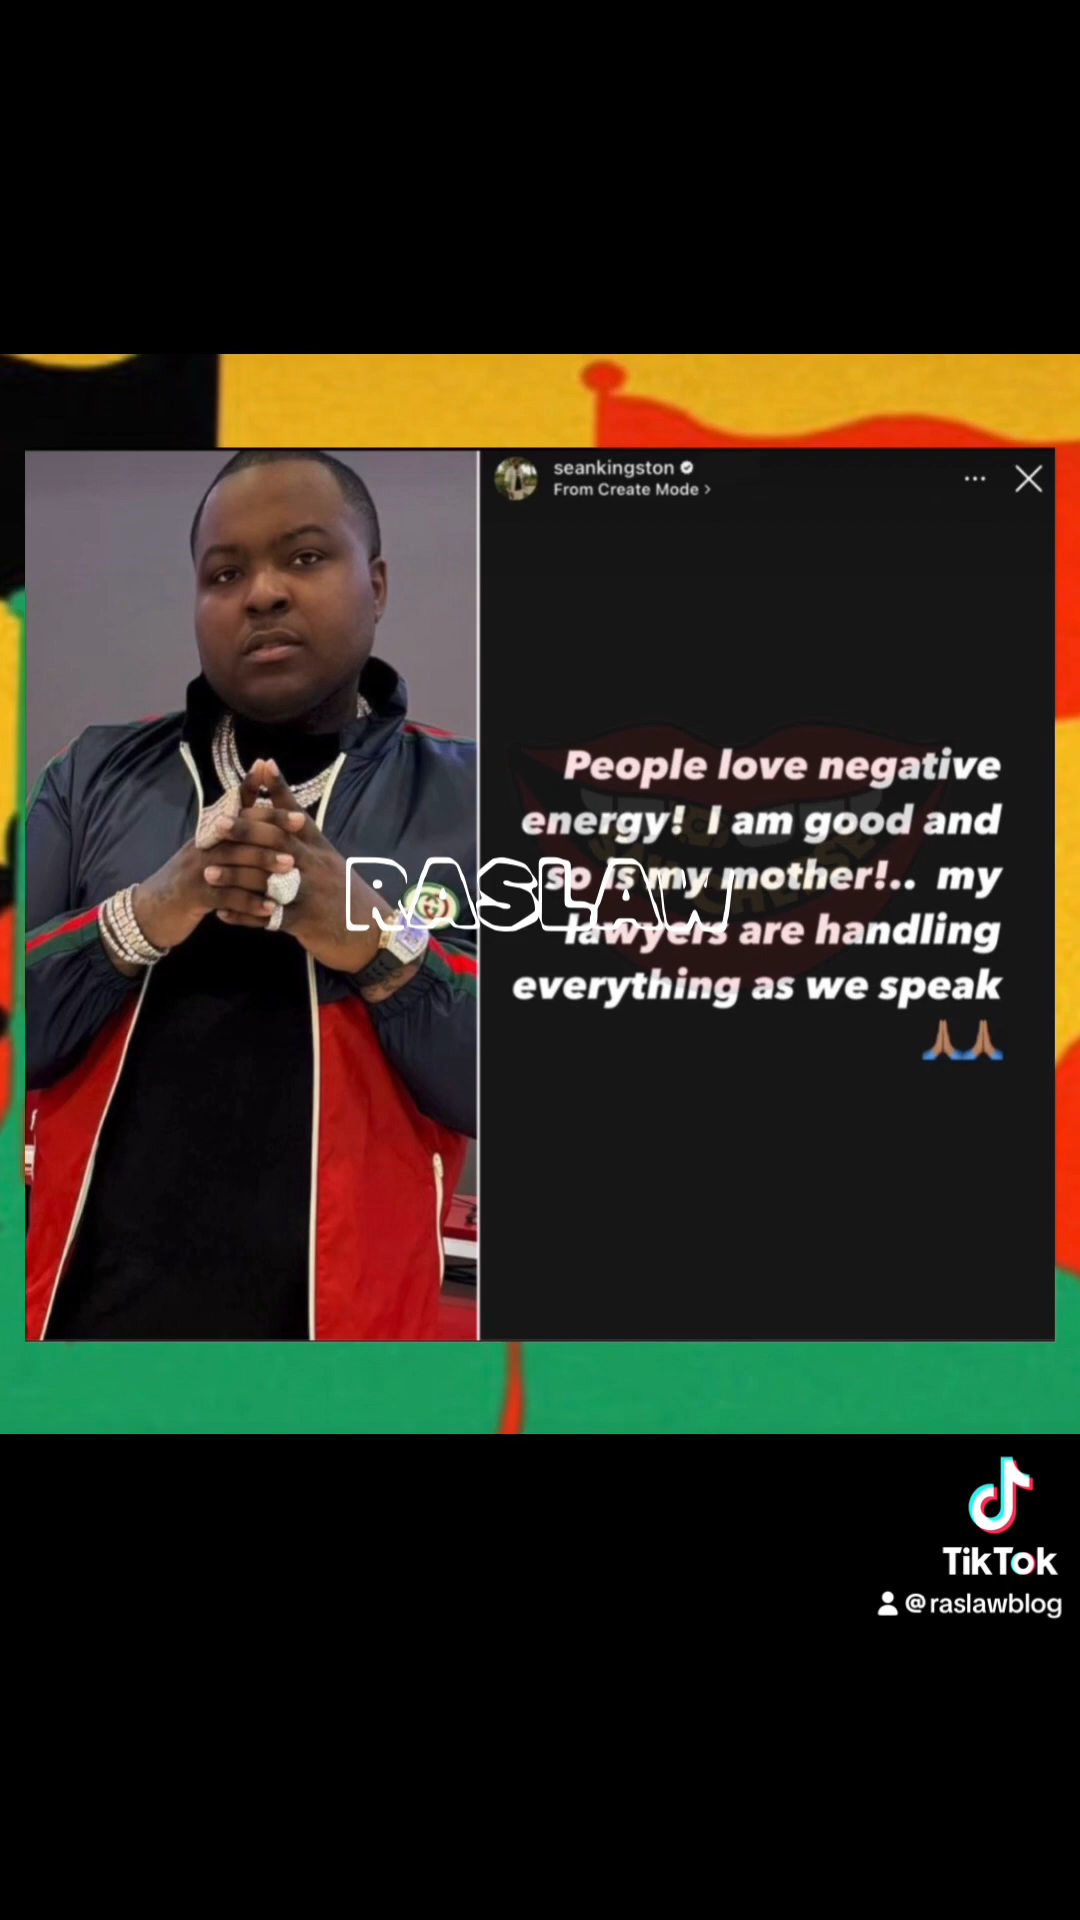 seankingston
From Create Mode >
People love negative
energy! I am good and
so is my mother!.. my
lawyers are handling
everything as we speak
🙏🏽🙏🏽
RASLAW
TikTok
@raslawblog